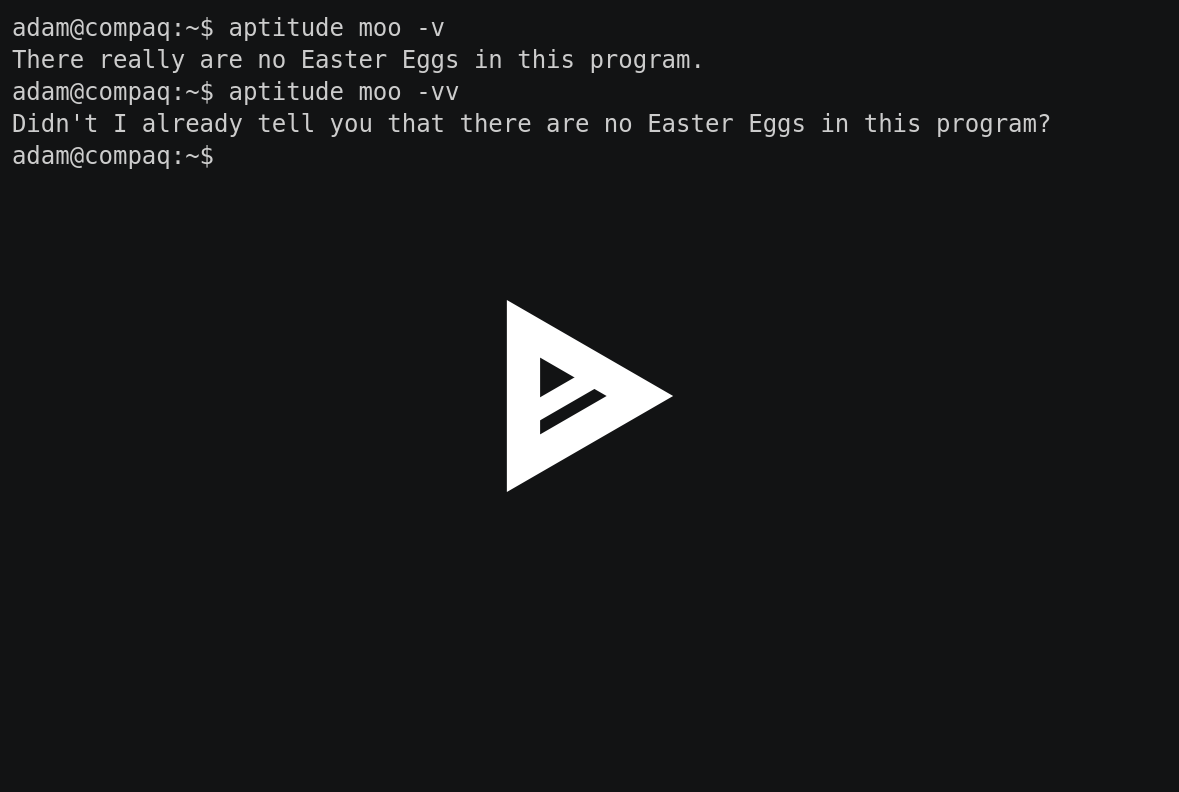 adam@compaq:~$ aptitude moo -v
There really are no Easter Eggs in this program.
adam@compaq:~$ aptitude moo -vv
Didn't I already tell you that there are no Easter Eggs in this program?
adam@compaq:~$